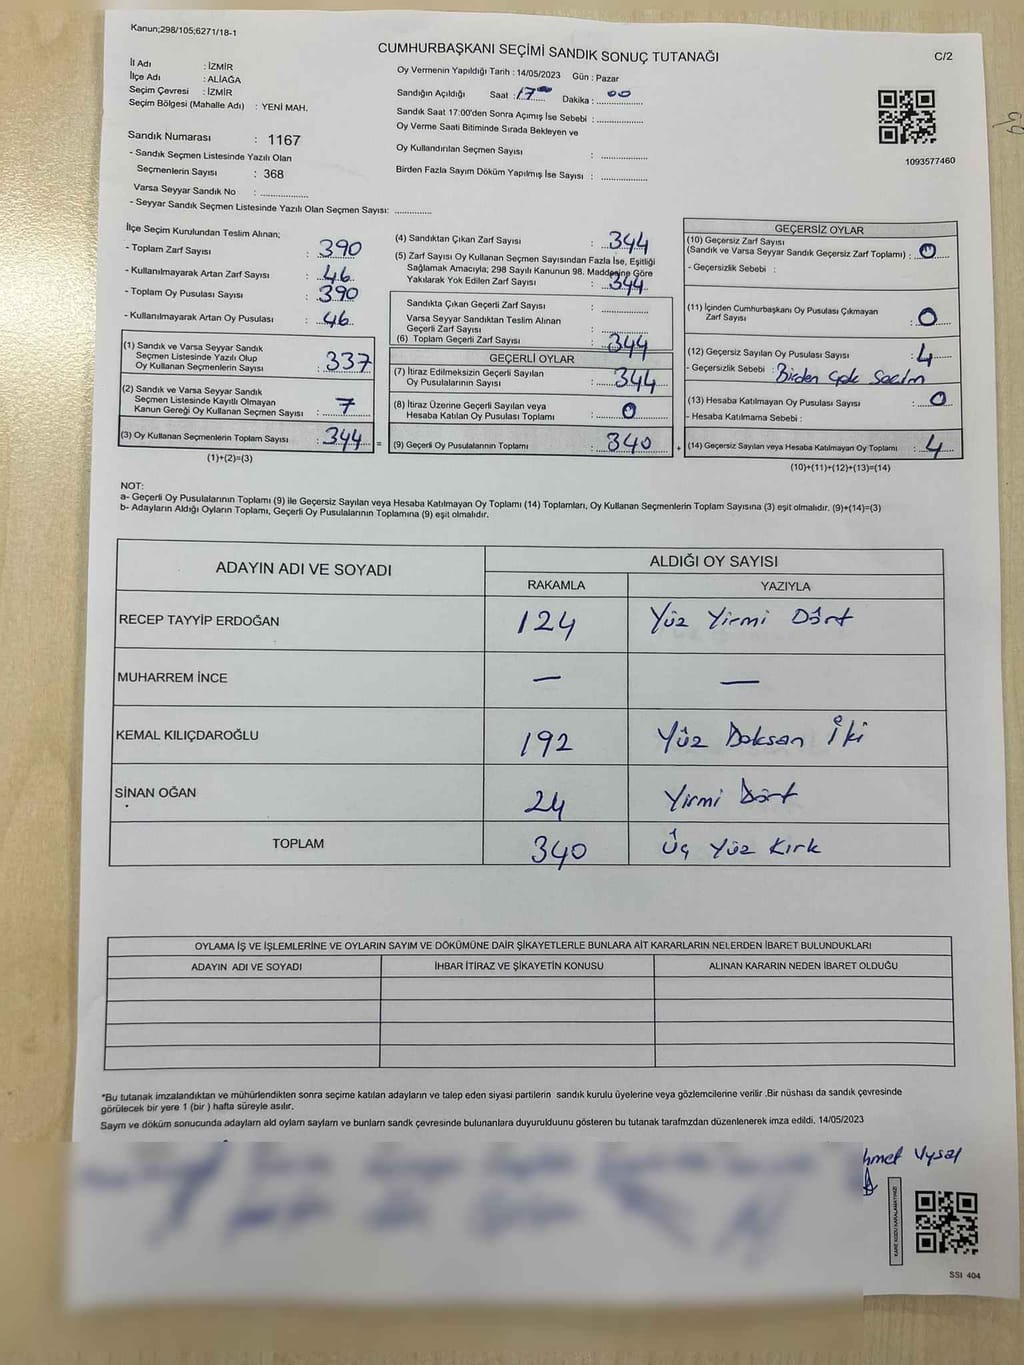 Kanun;298/105;6271/18-1
CUMHURBAŞKANI SEÇİMİ SANDIK SONUÇ TUTANAĞI
C/2
İl Adı : İZMİR
İlçe Adı : ALİAĞA
Seçim Çevresi : İZMİR
Seçim Bölgesi (Mahalle Adı) : YENİ MAH.
Oy Vermenin Yapıldığı Tarih : 14/05/2023 Gün : Pazar
Sandığın Açıldığı Saat : 17 00 Dakika : 00
Sandık Saat 17:00'den Sonra Açımış İse Sebebi :
Oy Verme Saati Bitiminde Sırada Bekleyen ve
Oy Kullandırılan Seçmen Sayısı :
Birden Fazla Sayım Döküm Yapılmış İse Sayısı :
1093577460
Sandık Numarası : 1167
- Sandık Seçmen Listesinde Yazılı Olan
Seçmenlerin Sayısı : 368
Varsa Seyyar Sandık No :
- Seyyar Sandık Seçmen Listesinde Yazılı Olan Seçmen Sayısı:
İlçe Seçim Kurulundan Teslim Alınan;
- Toplam Zarf Sayısı : 390
- Kullanılmayarak Artan Zarf Sayısı : 46
- Toplam Oy Pusulası Sayısı : 390
- Kullanılmayarak Artan Oy Pusulası : 46
(1) Sandık ve Varsa Seyyar Sandık
Seçmen Listesinde Yazılı Olup
Oy Kullanan Seçmenlerin Sayısı : 337
(2) Sandık ve Varsa Seyyar Sandık
Seçmen Listesinde Kayıtlı Olmayan
Kanun Gereği Oy Kullanan Seçmen Sayısı : 7
(3) Oy Kullanan Seçmenlerin Toplam Sayısı : 344 =
(1)+(2)=(3)
(4) Sandıktan Çıkan Zarf Sayısı : 344
(5) Zarf Sayısı Oy Kullanan Seçmen Sayısından Fazla İse, Eşitliği
Sağlamak Amacıyla; 298 Sayılı Kanunun 98. Maddesine Göre
Yakılarak Yok Edilen Zarf Sayısı : 344
Sandıkta Çıkan Geçerli Zarf Sayısı :
Varsa Seyyar Sandıktan Teslim Alınan
Geçerli Zarf Sayısı :
(6) Toplam Geçerli Zarf Sayısı : 344
GEÇERLİ OYLAR
(7) İtiraz Edilmeksizin Geçerli Sayılan
Oy Pusulalarının Sayısı : 344
(8) İtiraz Üzerine Geçerli Sayılan veya
Hesaba Katılan Oy Pusulası Toplamı : 0
(9) Geçerli Oy Pusulalarının Toplamı : 340 +
GEÇERSİZ OYLAR
(10) Geçersiz Zarf Sayısı
(Sandık ve Varsa Seyyar Sandık Geçersiz Zarf Toplamı) : 0
- Geçersizlik Sebebi :
(11) İçinden Cumhurbaşkanı Oy Pusulası Çıkmayan
Zarf Sayısı : 0
(12) Geçersiz Sayılan Oy Pusulası Sayısı : 4
- Geçersizlik Sebebi : Birden Çok Seçim
(13) Hesaba Katılmayan Oy Pusulası Sayısı : 0
- Hesaba Katılmama Sebebi :
(14) Geçersiz Sayılan veya Hesaba Katılmayan Oy Toplamı : 4
(10)+(11)+(12)+(13)=(14)
NOT:
a- Geçerli Oy Pusulalarının Toplamı (9) ile Geçersiz Sayılan veya Hesaba Katılmayan Oy Toplamı (14) Toplamları, Oy Kullanan Seçmenlerin Toplam Sayısına (3) eşit olmalıdır. (9)+(14)=(3)
b- Adayların Aldığı Oyların Toplamı, Geçerli Oy Pusulalarının Toplamına (9) eşit olmalıdır.
ADAYIN ADI VE SOYADI
ALDIĞI OY SAYISI
RAKAMLA YAZIYLA
RECEP TAYYİP ERDOĞAN 124 Yüz Yirmi Dört
MUHARREM İNCE — —
KEMAL KILIÇDAROĞLU 192 Yüz Doksan İki
SİNAN OĞAN 24 Yirmi Dört
TOPLAM 340 Üç Yüz Kırk
OYLAMA İŞ VE İŞLEMLERİNE VE OYLARIN SAYIM VE DÖKÜMÜNE DAİR ŞİKAYETLERLE BUNLARA AİT KARARLARIN NELERDEN İBARET BULUNDUKLARI
ADAYIN ADI VE SOYADI İHBAR İTİRAZ VE ŞİKAYETİN KONUSU ALINAN KARARIN NEDEN İBARET OLDUĞU
*Bu tutanak imzalandıktan ve mühürlendikten sonra seçime katılan adayların ve talep eden siyasi partilerin sandık kurulu üyelerine veya gözlemcilerine verilir .Bir nüshası da sandık çevresinde
görülecek bir yere 1 (bir ) hafta süreyle asılır.
Sayım ve döküm sonucunda adayların ald oyların sayların ve bunların sandk çevresinde bulunanlara duyurulduunu gösteren bu tutanak tarafmzdan düzenlenerek imza edildi. 14/05/2023
hmet Uysal
KARE KODU KARALAMAYINIZ!
SSI 404